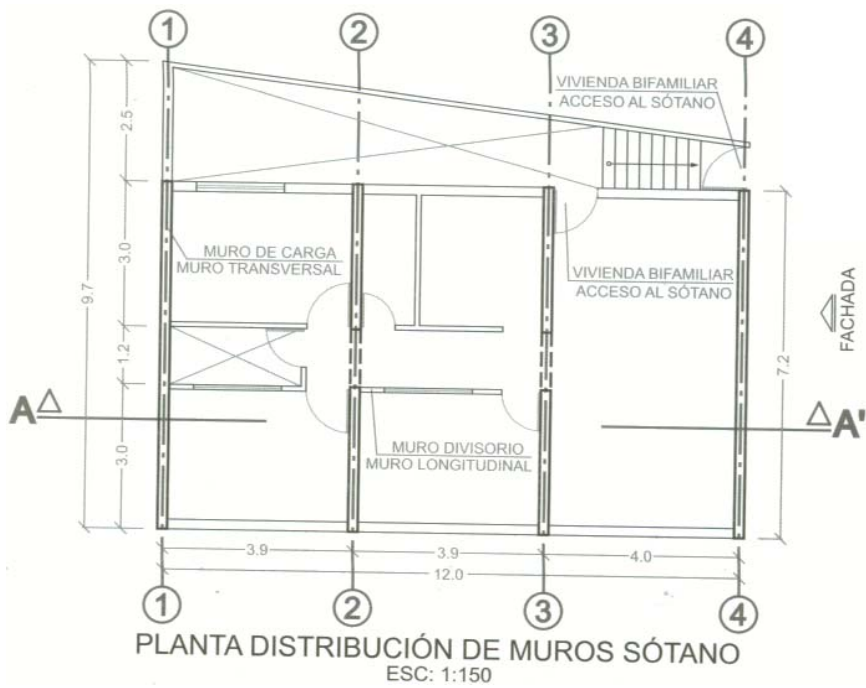 1
2
3
4
VIVIENDA BIFAMILIAR
ACCESO AL SÓTANO
2.5
3.0
9.7
MURO DE CARGA
MURO TRANSVERSAL
VIVIENDA BIFAMILIAR
ACCESO AL SÓTANO
FACHADA
1.2
7.2
A
A'
3.0
MURO DIVISORIO
MURO LONGITUDINAL
3.9
3.9
4.0
12.0
1
2
3
4
PLANTA DISTRIBUCIÓN DE MUROS SÓTANO
ESC: 1:150